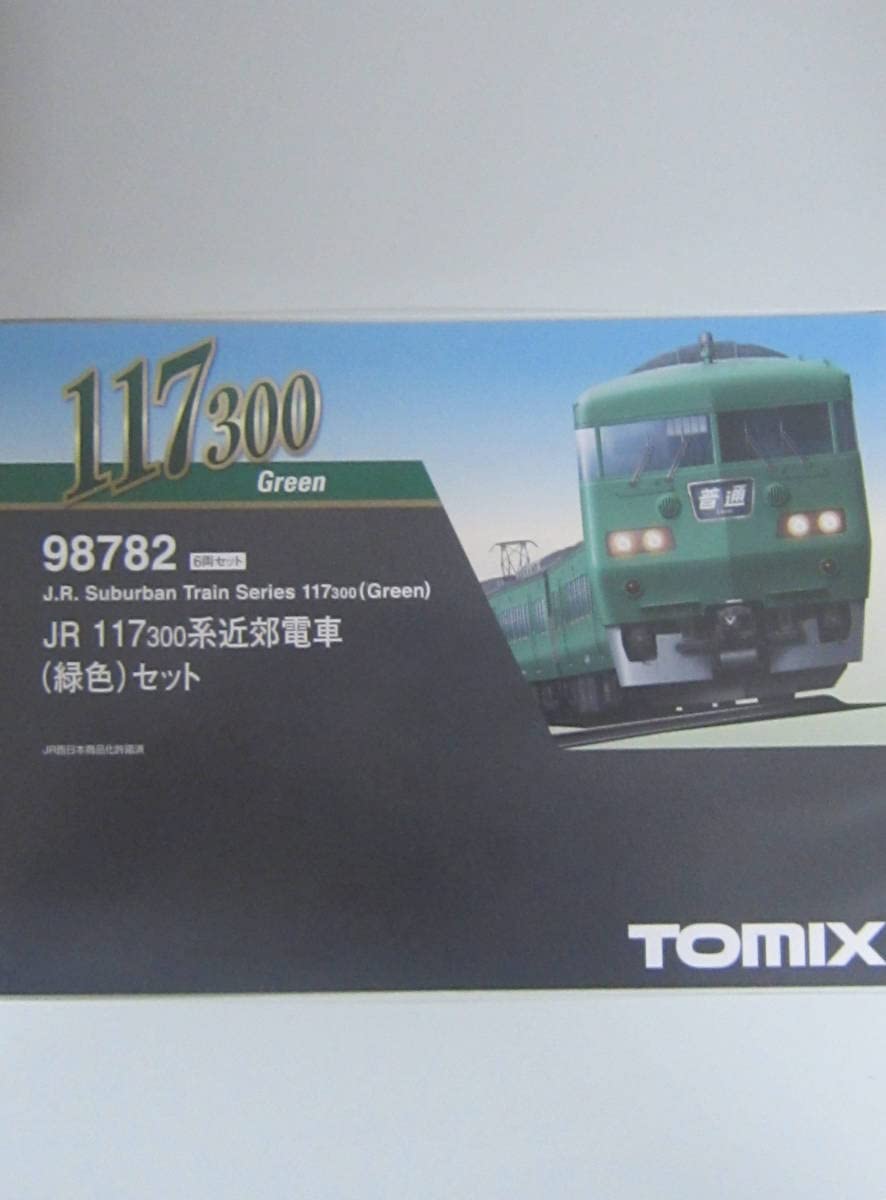 117300
Green
98782 6両セット
J.R. Suburban Train Series 117300(Green)
JR 117300系近郊電車
(緑色)セット
JR西日本商品化許諾済
普通
TOMIX